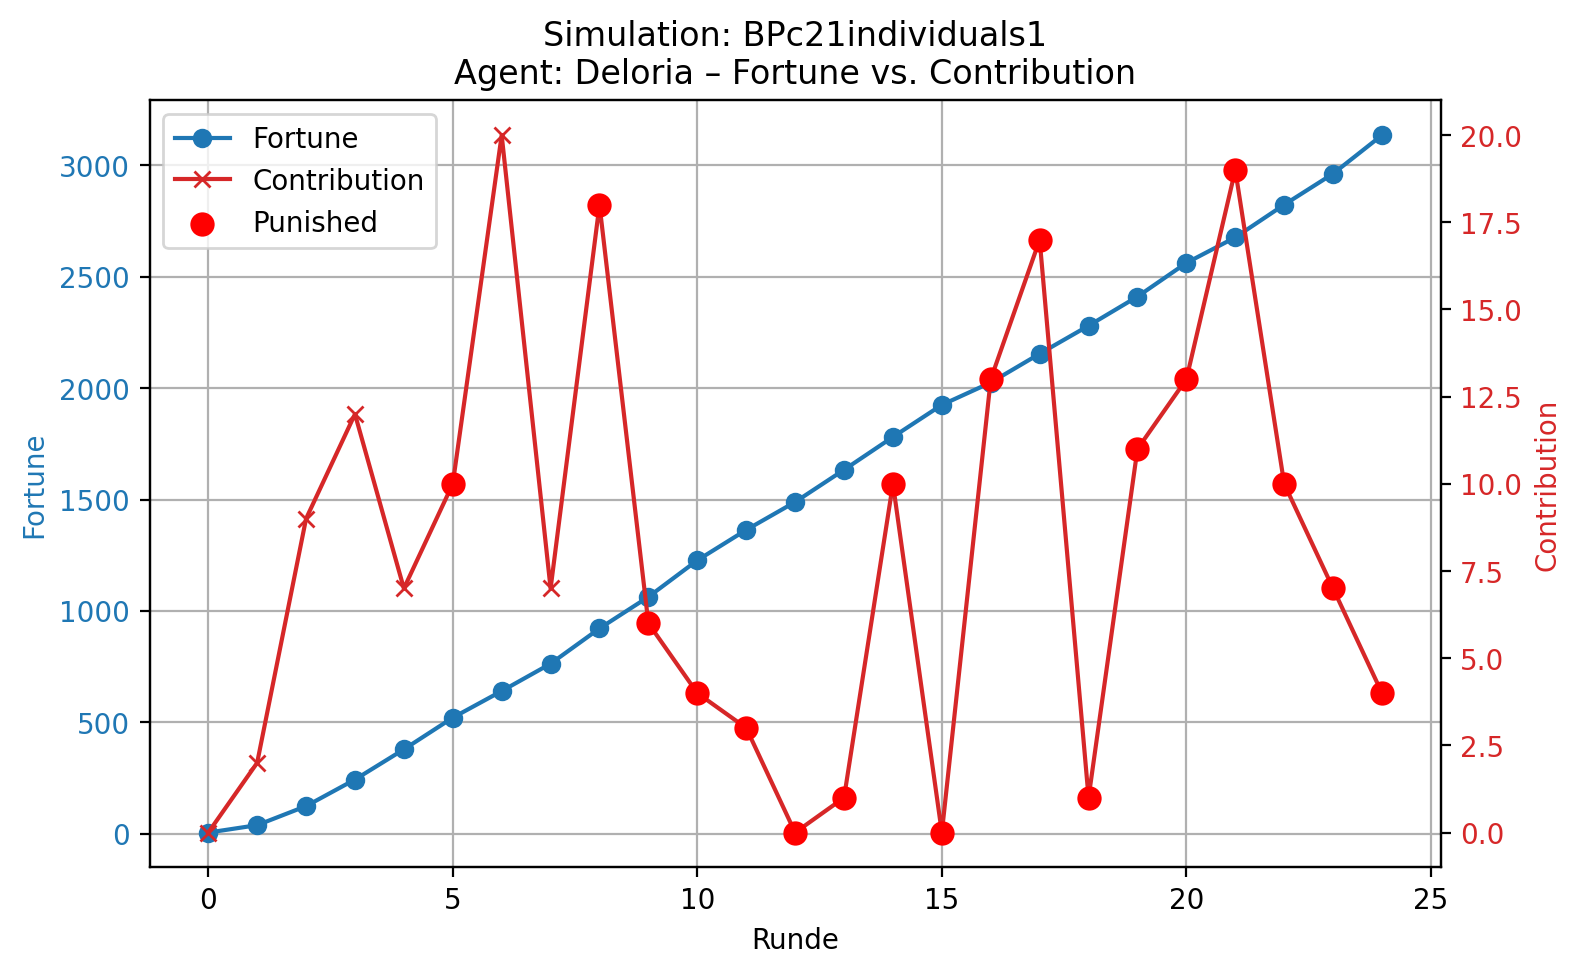 Simulation: BPc21individuals1
Agent: Deloria – Fortune vs. Contribution
Fortune
Contribution
Punished
3000
2500
2000
1500
1000
500
0
Fortune
20.0
17.5
15.0
12.5
10.0
7.5
5.0
2.5
0.0
Contribution
0 5 10 15 20 25
Runde